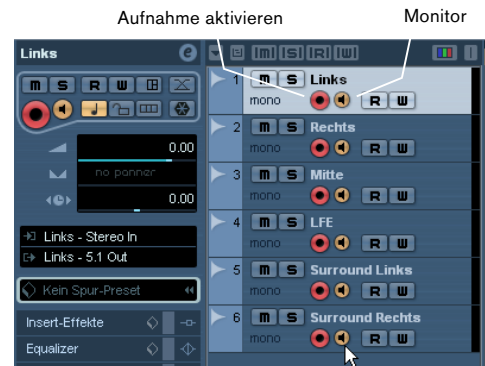 Aufnahme aktivieren Monitor
Links e
m S R W
0.00
no panner
0.00
Links - Stereo In
Links - 5.1 Out
Kein Spur-Preset
Insert-Effekte
Equalizer
m S R W
1 m S Links
mono R W
2 m S Rechts
mono R W
3 m S Mitte
mono R W
4 m S LFE
mono R W
5 m S Surround Links
mono R W
6 m S Surround Rechts
mono R W